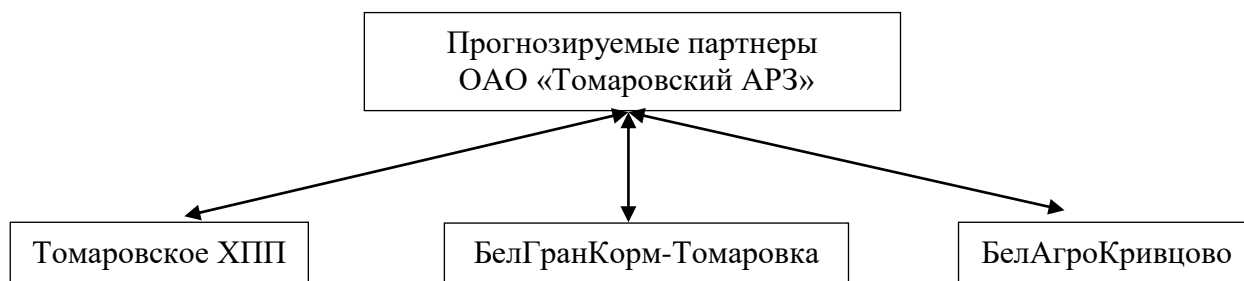 Прогнозируемые партнеры
ОАО «Томаровский АРЗ»
Томаровское ХПП
БелГранКорм-Томаровка
БелАгроКривцово